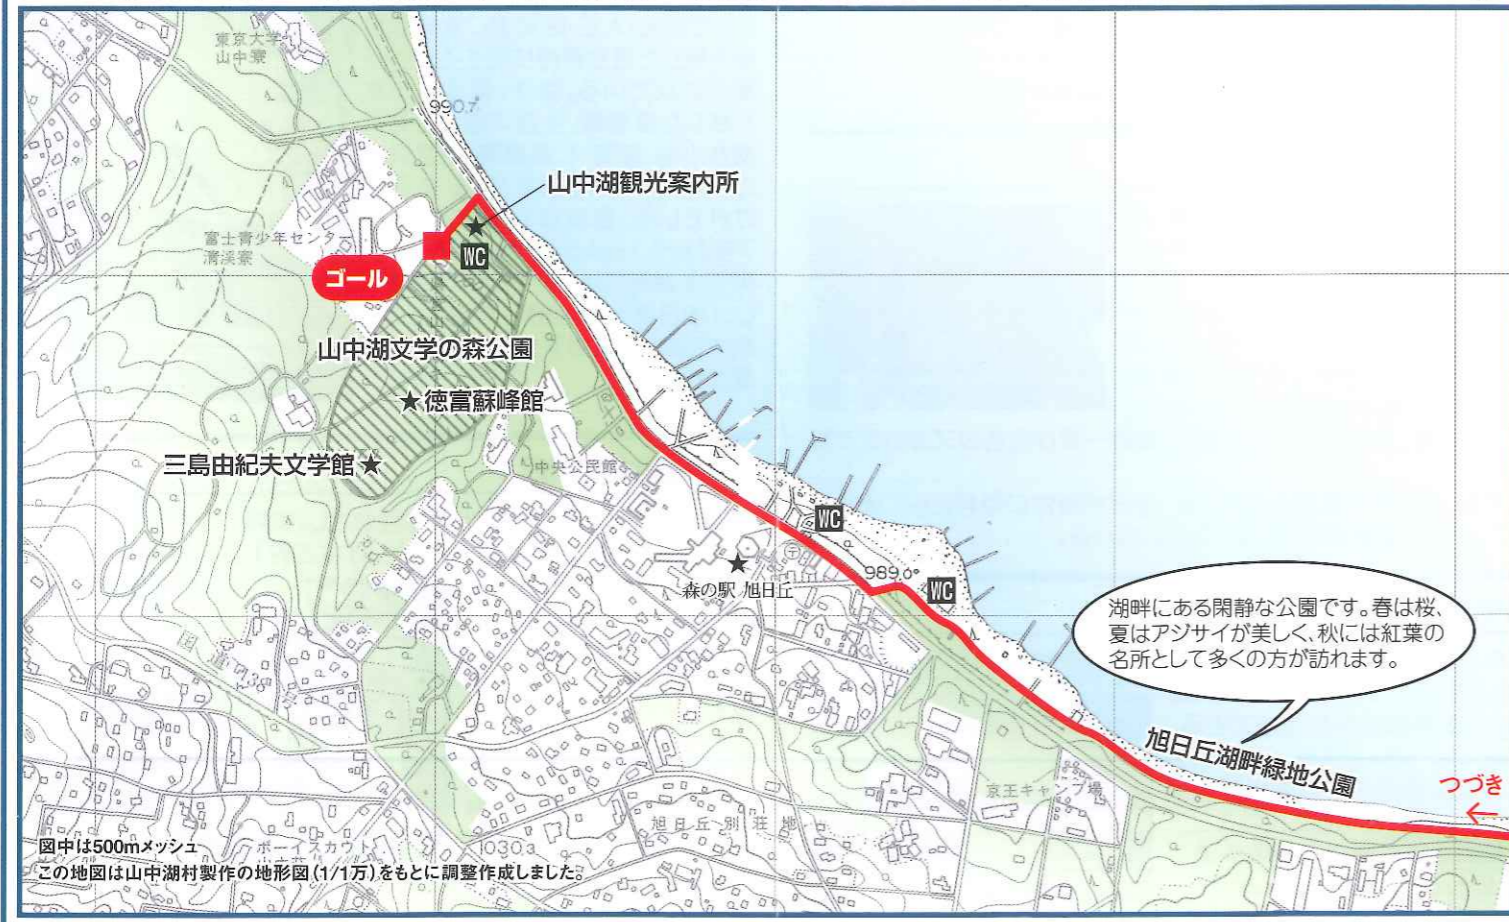 東京大学
山中寮
990.7
山中湖観光案内所
富士青少年センター
清渓寮
WC
ゴール
山中湖文学の森公園
★徳富蘇峰館
三島由紀夫文学館★
中央公民館
WC
森の駅 旭日丘
989.0
WC
湖畔にある閑静な公園です。春は桜、
夏はアジサイが美しく、秋には紅葉の
名所として多くの方が訪れます。
旭日丘湖畔緑地公園
つづき
←
京王キャンプ場
旭日丘別荘地
図中は500mメッシュ
ボーイスカウト
1030.3
この地図は山中湖村製作の地形図(1/1万)をもとに調整作成しました。